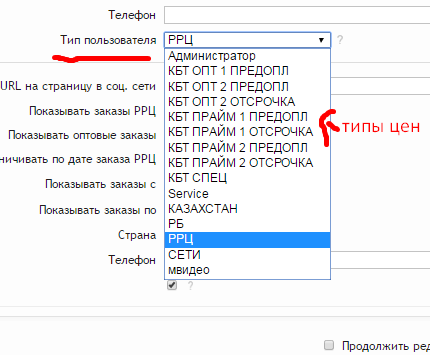 Телефон
Тип пользователя РРЦ ?
Администратор
КБТ ОПТ 1 ПРЕДОПЛ
URL на страницу в соц. сети КБТ ОПТ 2 ПРЕДОПЛ
КБТ ОПТ 2 ОТСРОЧКА
Показывать заказы РРЦ КБТ ПРАЙМ 1 ПРЕДОПЛ типы цен
Показывать оптовые заказы КБТ ПРАЙМ 1 ОТСРОЧКА
КБТ ПРАЙМ 2 ПРЕДОПЛ
ничивать по дате заказа РРЦ КБТ ПРАЙМ 2 ОТСРОЧКА
КБТ СПЕЦ
Показывать заказы с Service
Показывать заказы по КАЗАХСТАН
РБ
Страна РРЦ
СЕТИ
Телефон мвидео
?
Продолжить ред